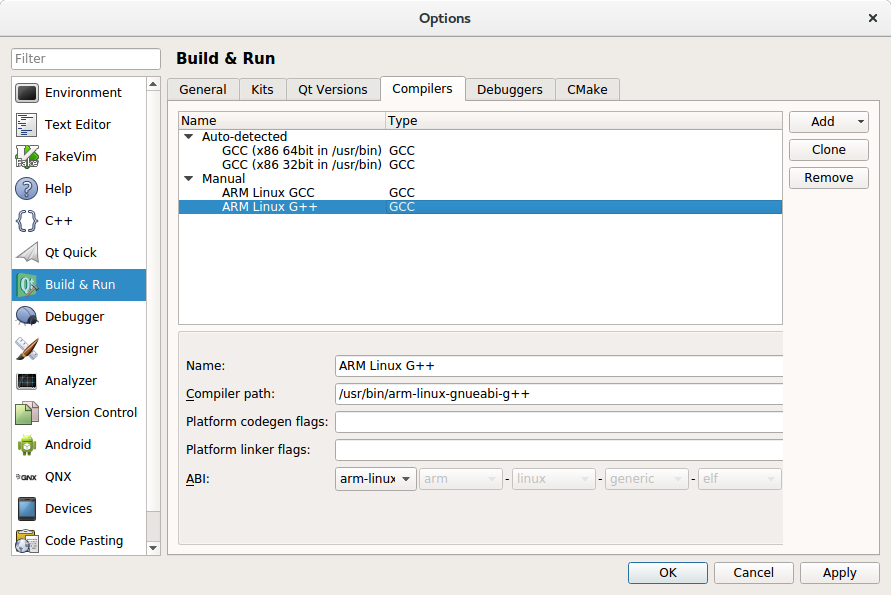 Options
Filter
Environment
Text Editor
FakeVim
Help
C++
Qt Quick
Build & Run
Debugger
Designer
Analyzer
Version Control
Android
QNX
Devices
Code Pasting
Build & Run
General Kits Qt Versions Compilers Debuggers CMake
Name Type
Auto-detected
GCC (x86 64bit in /usr/bin) GCC
GCC (x86 32bit in /usr/bin) GCC
Manual
ARM Linux GCC GCC
ARM Linux G++ GCC
Add
Clone
Remove
Name: ARM Linux G++
Compiler path: /usr/bin/arm-linux-gnueabi-g++
Platform codegen flags:
Platform linker flags:
ABI: arm-linux arm - linux - generic - elf
OK Cancel Apply